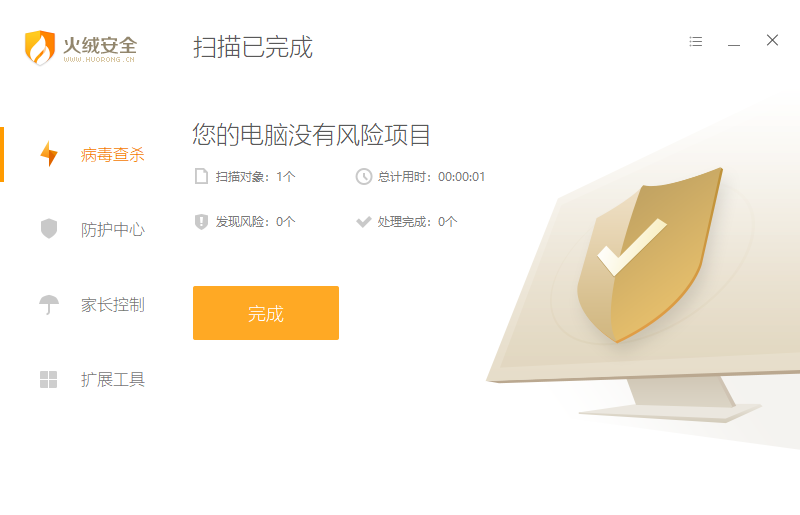 火绒安全
WWW.HUORONG.CN
扫描已完成
病毒查杀
防护中心
家长控制
扩展工具
您的电脑没有风险项目
扫描对象：1个
总计用时：00:00:01
发现风险：0个
处理完成：0个
完成